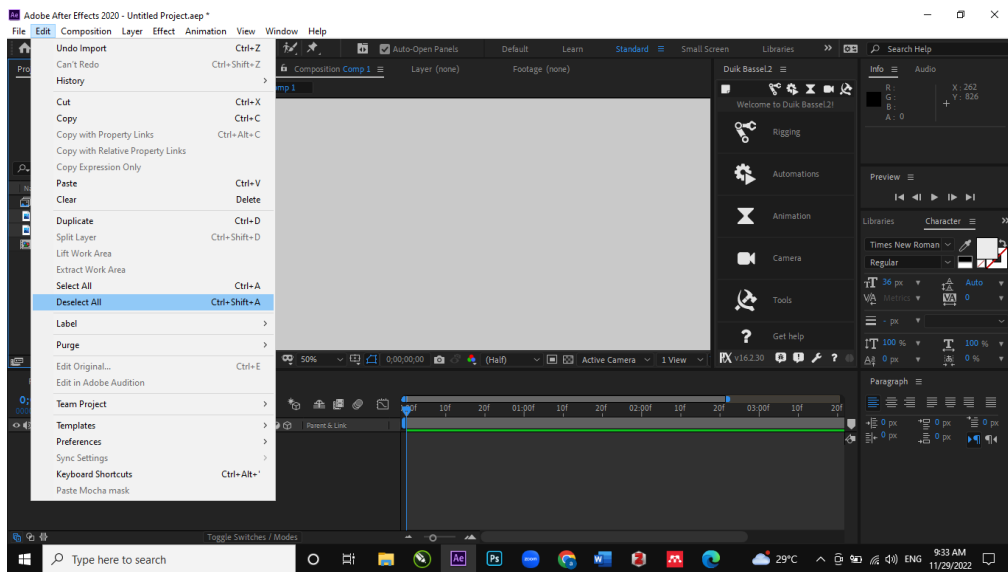 Ae Adobe After Effects 2020 - Untitled Project.aep *
File Edit Composition Layer Effect Animation View Window Help
Undo Import Ctrl+Z
Can't Redo Ctrl+Shift+Z
History
Cut Ctrl+X
Copy Ctrl+C
Copy with Property Links Ctrl+Alt+C
Copy with Relative Property Links
Copy Expression Only
Paste Ctrl+V
Clear Delete
Duplicate Ctrl+D
Split Layer Ctrl+Shift+D
Lift Work Area
Extract Work Area
Select All Ctrl+A
Deselect All Ctrl+Shift+A
Label
Purge
Edit Original... Ctrl+E
Edit in Adobe Audition
Team Project
Templates
Preferences
Sync Settings
Keyboard Shortcuts Ctrl+Alt+'
Paste Mocha mask
Auto-Open Panels Default Learn Standard Small Screen Libraries Search Help
Composition Comp 1 Layer (none) Footage (none)
50% 0;00;00;00 (Half) Active Camera 1 View
Duik Bassel.2
Welcome to Duik Bassel.2!
Rigging
Automations
Animation
Camera
Tools
Get help
v16.2.30
Info Audio
R : X : 262
G : Y : 826
B :
A : 0
Preview
Libraries Character
Times New Roman
Regular
36 px Auto
Metrics 0
- px
100 % 100 %
0 px 0 %
Paragraph
0 px 0 px 0 px
0 px 0 px
10f 20f 01:00f 10f 20f 02:00f 10f 20f 03:00f 10f 20f
Parent & Link
Toggle Switches / Modes
Type here to search
Ae Ps zoom
29°C ENG 9:33 AM
11/29/2022